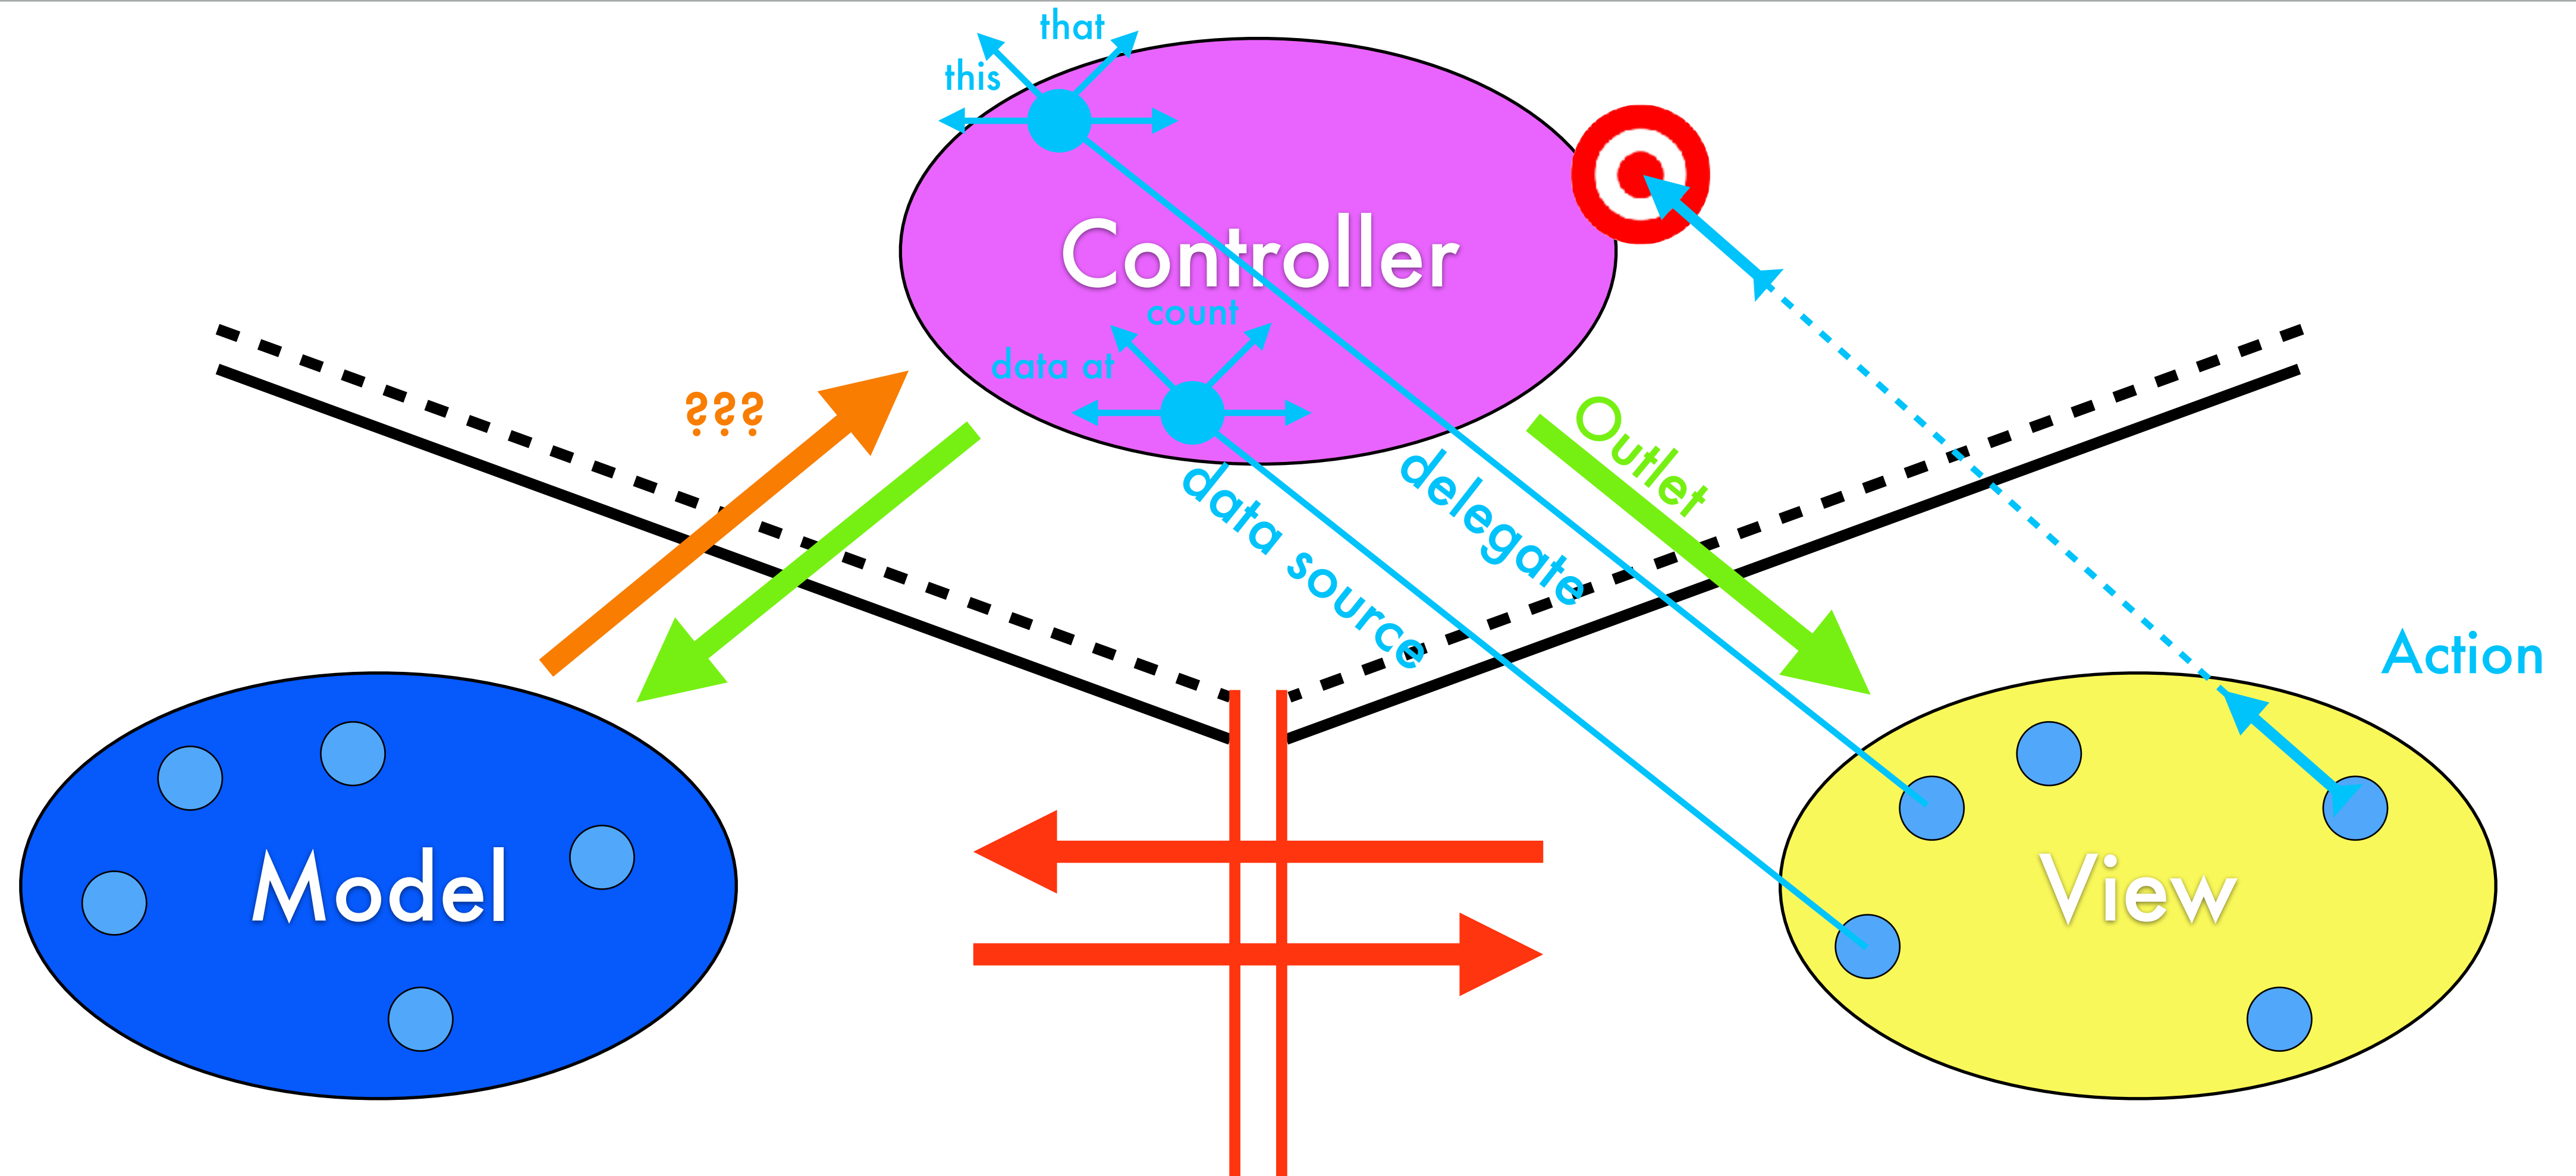 that
this
Controller
count
data at
???
Outlet
delegate
data source
Action
Model
View